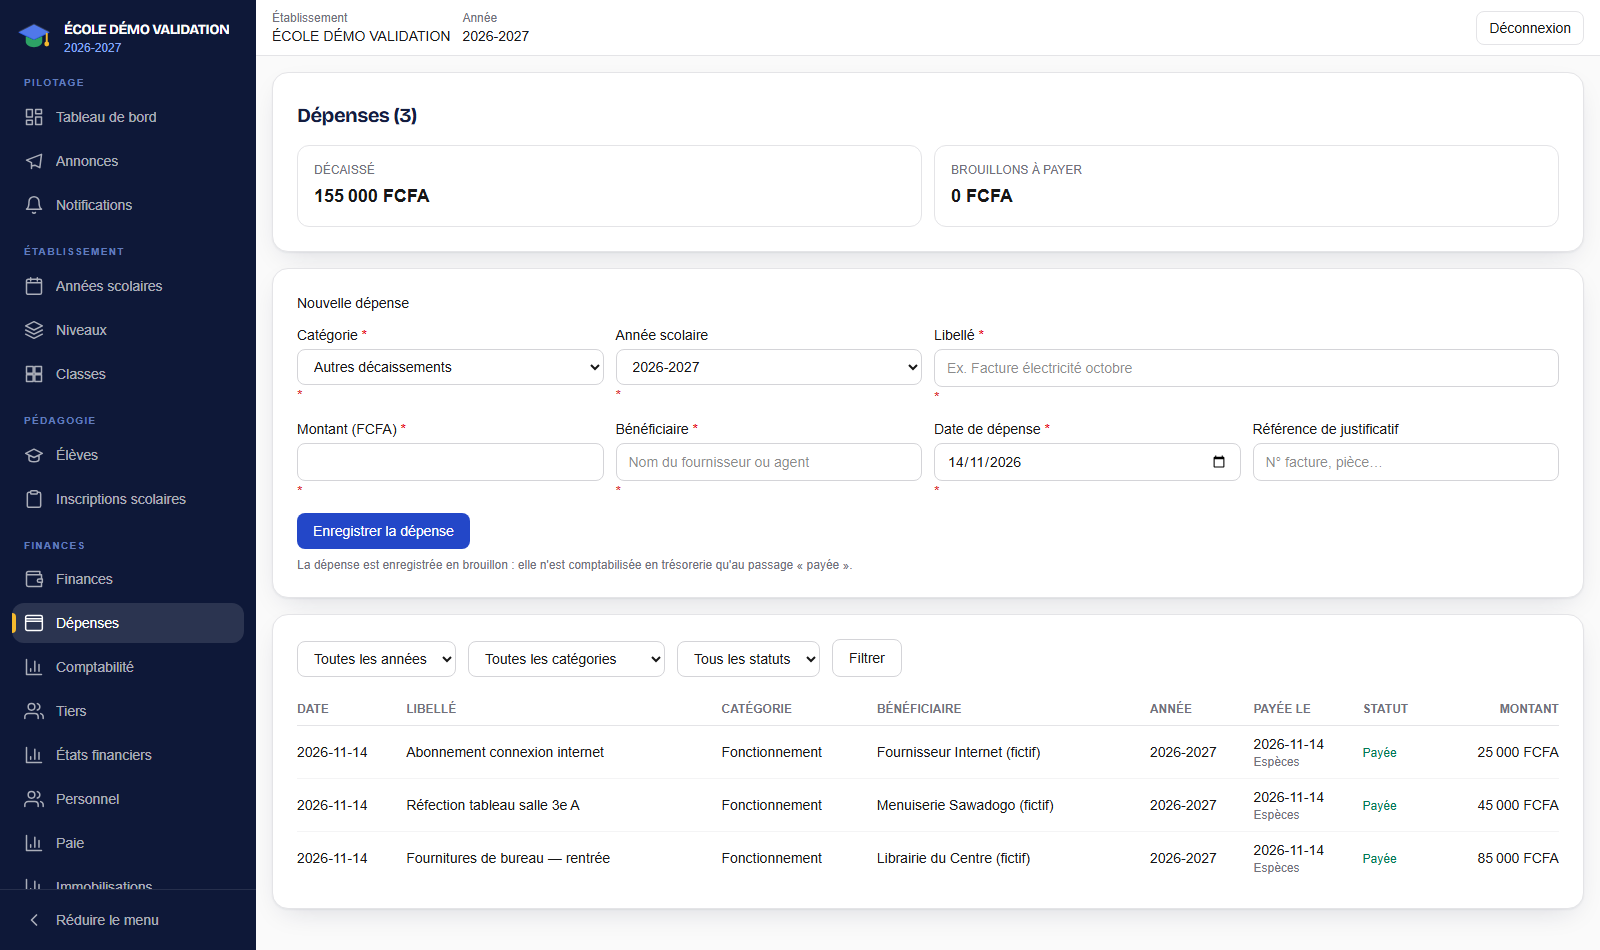 ÉCOLE DÉMO VALIDATION
2026-2027
PILOTAGE
Tableau de bord
Annonces
Notifications
ÉTABLISSEMENT
Années scolaires
Niveaux
Classes
PÉDAGOGIE
Élèves
Inscriptions scolaires
FINANCES
Finances
Dépenses
Comptabilité
Tiers
États financiers
Personnel
Paie
Immobilisations
Réduire le menu
Établissement Année
ÉCOLE DÉMO VALIDATION 2026-2027
Déconnexion
Dépenses (3)
DÉCAISSÉ
155 000 FCFA
BROUILLONS À PAYER
0 FCFA
Nouvelle dépense
Catégorie * Année scolaire Libellé *
Autres décaissements 2026-2027 Ex. Facture électricité octobre
* * *
Montant (FCFA) * Bénéficiaire * Date de dépense * Référence de justificatif
Nom du fournisseur ou agent 14/11/2026 N° facture, pièce…
* * *
Enregistrer la dépense
La dépense est enregistrée en brouillon : elle n'est comptabilisée en trésorerie qu'au passage « payée ».
Toutes les années Toutes les catégories Tous les statuts Filtrer
DATE LIBELLÉ CATÉGORIE BÉNÉFICIAIRE ANNÉE PAYÉE LE STATUT MONTANT
2026-11-14 Abonnement connexion internet Fonctionnement Fournisseur Internet (fictif) 2026-2027 2026-11-14 Payée 25 000 FCFA
Espèces
2026-11-14 Réfection tableau salle 3e A Fonctionnement Menuiserie Sawadogo (fictif) 2026-2027 2026-11-14 Payée 45 000 FCFA
Espèces
2026-11-14 Fournitures de bureau — rentrée Fonctionnement Librairie du Centre (fictif) 2026-2027 2026-11-14 Payée 85 000 FCFA
Espèces